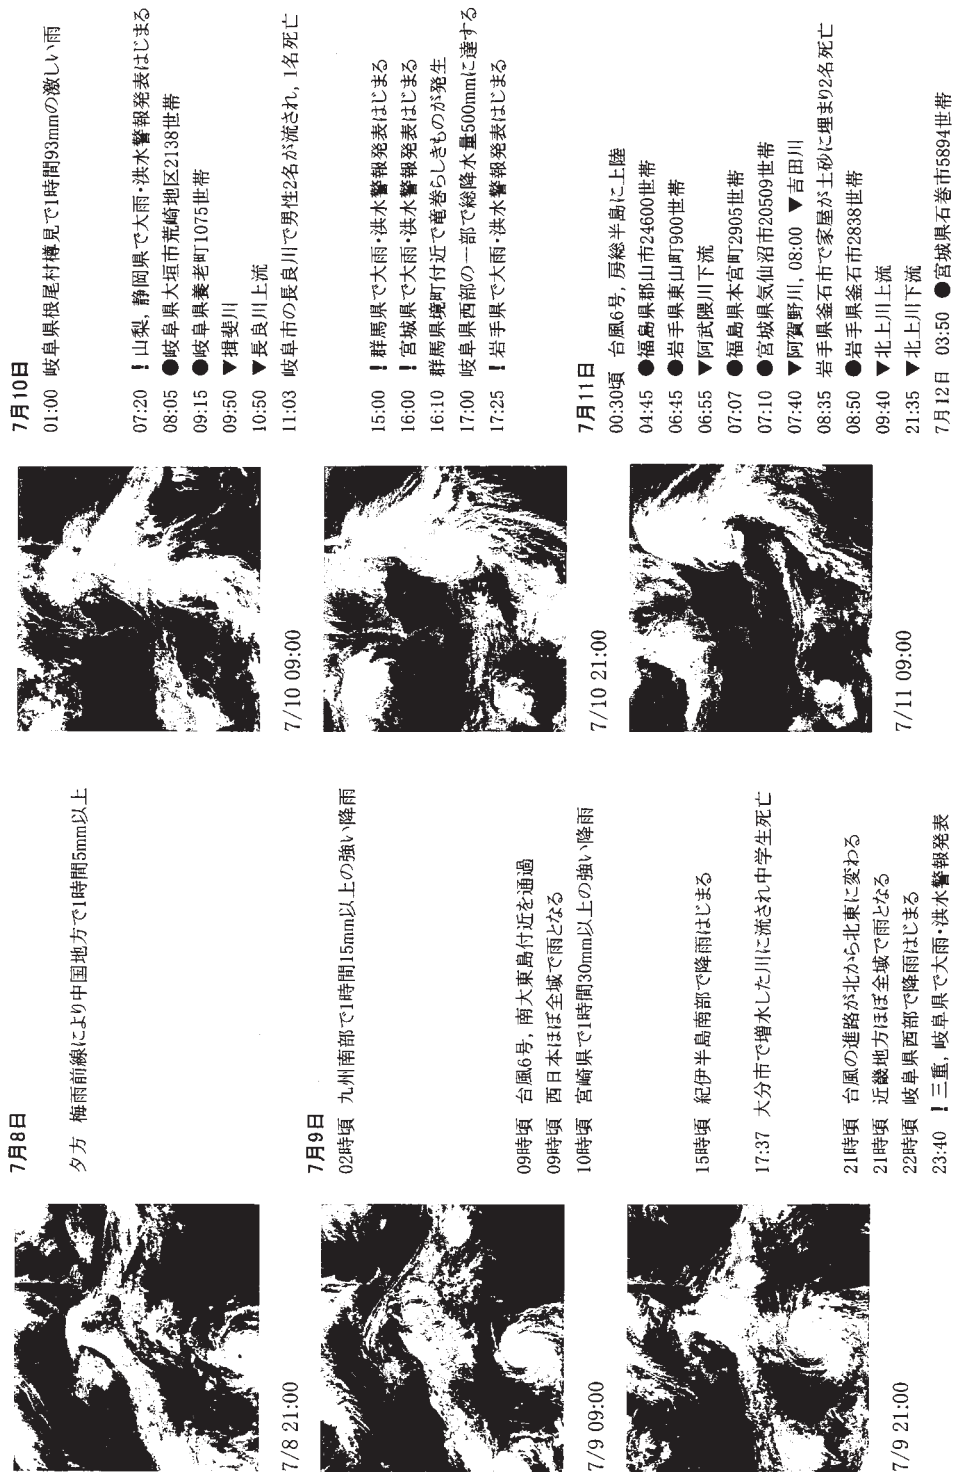 7月8日
夕方 梅雨前線により中国地方で1時間5mm以上
7/8 21:00
7月9日
02時頃 九州南部で1時間15mm以上の強い降雨
09時頃 台風6号,南大東島付近を通過
09時頃 西日本ほぼ全域で雨となる
10時頃 宮崎県で1時間30mm以上の強い降雨
7/9 09:00
15時頃 紀伊半島南部で降雨はじまる
17:37 大分市で増水した川に流され中学生死亡
21時頃 台風の進路が北から北東に変わる
21時頃 近畿地方ほぼ全域で雨となる
22時頃 岐阜県西部で降雨はじまる
23:40 ！三重,岐阜県で大雨・洪水警報発表
7/9 21:00
7月10日
01:00 岐阜県根尾村樽見で1時間93mmの激しい雨
07:20 ！山梨,静岡県で大雨・洪水警報発表はじまる
08:05 ●岐阜県大垣市荒崎地区2138世帯
09:15 ●岐阜県養老町1075世帯
09:50 ▼揖斐川
10:50 ▼長良川上流
11:03 岐阜市の長良川で男性2名が流され,1名死亡
7/10 09:00
15:00 ！群馬県で大雨・洪水警報発表はじまる
16:00 ！宮城県で大雨・洪水警報発表はじまる
16:10 群馬県境町付近で竜巻らしきものが発生
17:00 岐阜県西部の一部で総降水量500mmに達する
17:25 ！岩手県で大雨・洪水警報発表はじまる
7/10 21:00
7月11日
00:30頃 台風6号,房総半島に上陸
04:45 ●福島県郡山市24600世帯
06:45 ●岩手県東山町900世帯
06:55 ▼阿武隈川下流
07:07 ●福島県本宮町2905世帯
07:10 ●宮城県気仙沼市20509世帯
07:40 ▼阿賀野川,08:00 ▼吉田川
08:35 岩手県釜石市で家屋が土砂に埋まり2名死亡
08:50 ●岩手県釜石市2838世帯
09:40 ▼北上川上流
21:35 ▼北上川下流
7月12日 03:50 ●宮城県石巻市5894世帯
7/11 09:00